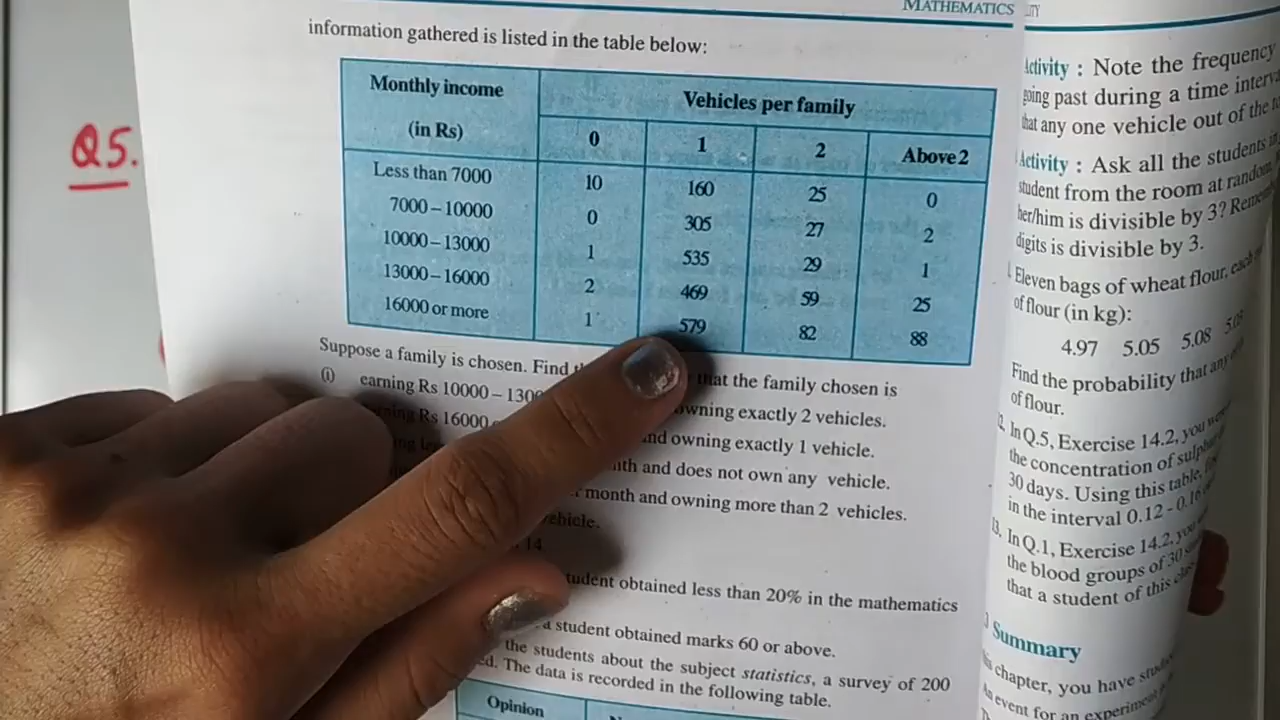 MATHEMATICS
information gathered is listed in the table below:
Q5.
Monthly income Vehicles per family
(in Rs) 0 1 2 Above 2
Less than 7000 10 160 25 0
7000 – 10000 0 305 27 2
10000 – 13000 1 535 29 1
13000 – 16000 2 469 59 25
16000 or more 1 579 82 88
Suppose a family is chosen. Find that the family chosen is
(i) earning Rs 10000 – owning exactly 2 vehicles.
Rs 16000 and owning exactly 1 vehicle.
and does not own any vehicle.
month and owning more than 2 vehicles.
vehicle.
14
student obtained less than 20% in the mathematics
a student obtained marks 60 or above.
the students about the subject statistics, a survey of 200
The data is recorded in the following table.
Opinion
Activity : Note the frequency
going past during a time
that any one vehicle out of the
Activity : Ask all the students
student from the room at random.
her/him is divisible by 3?
digits is divisible by 3.
Eleven bags of wheat flour, each
of flour (in kg):
4.97 5.05 5.08
Find the probability that any
of flour.
In Q.5, Exercise 14.2, you were
the concentration of
30 days. Using this table,
in the interval 0.12 - 0.16
13. In Q.1, Exercise 14.2, you
the blood groups of 30
that a student of this
Summary
chapter, you have
event for an experiment